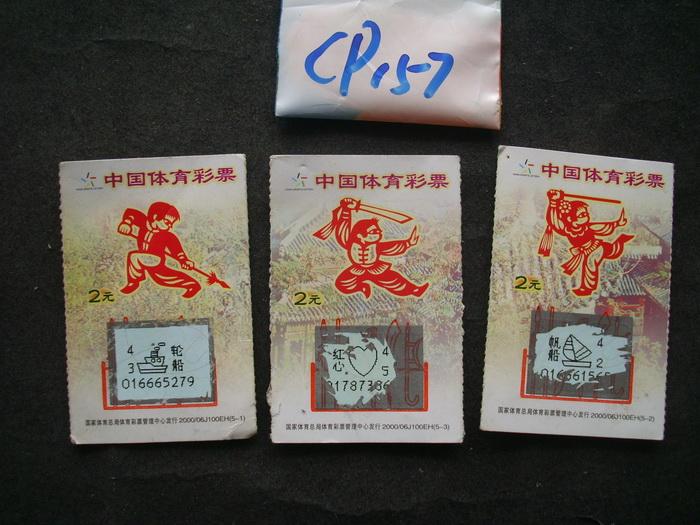 CP157
中国体育彩票
2元
4
3
轮船
016665279
国家体育总局体育彩票管理中心发行 2000/06J100EH(5-1)
中国体育彩票
2元
红心
4
5
国家体育总局体育彩票管理中心发行 2000/06J100EH(5-3)
中国体育彩票
2元
帆船
4
2
国家体育总局体育彩票管理中心发行 2000/06J100EH(5-2)